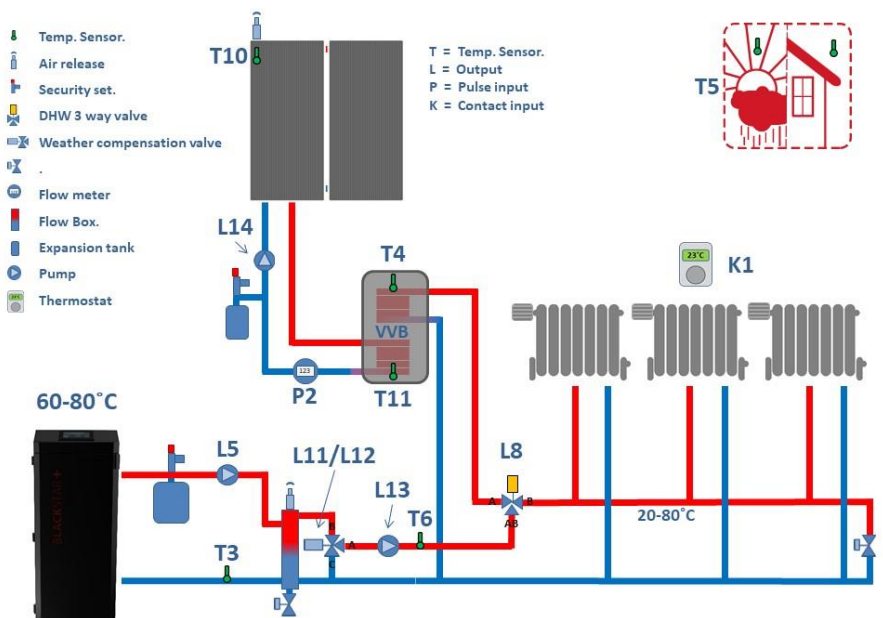 Temp. Sensor.
Air release
Security set.
DHW 3 way valve
Weather compensation valve
.
Flow meter
Flow Box.
Expansion tank
Pump
Thermostat
T10
T = Temp. Sensor.
L = Output
P = Pulse input
K = Contact input
T5
L14
T4
23°C
K1
VVB
123
P2
T11
60-80°C
L5
L11/L12
L8
L13
T6
A
B
AB
20-80°C
B
A
C
T3